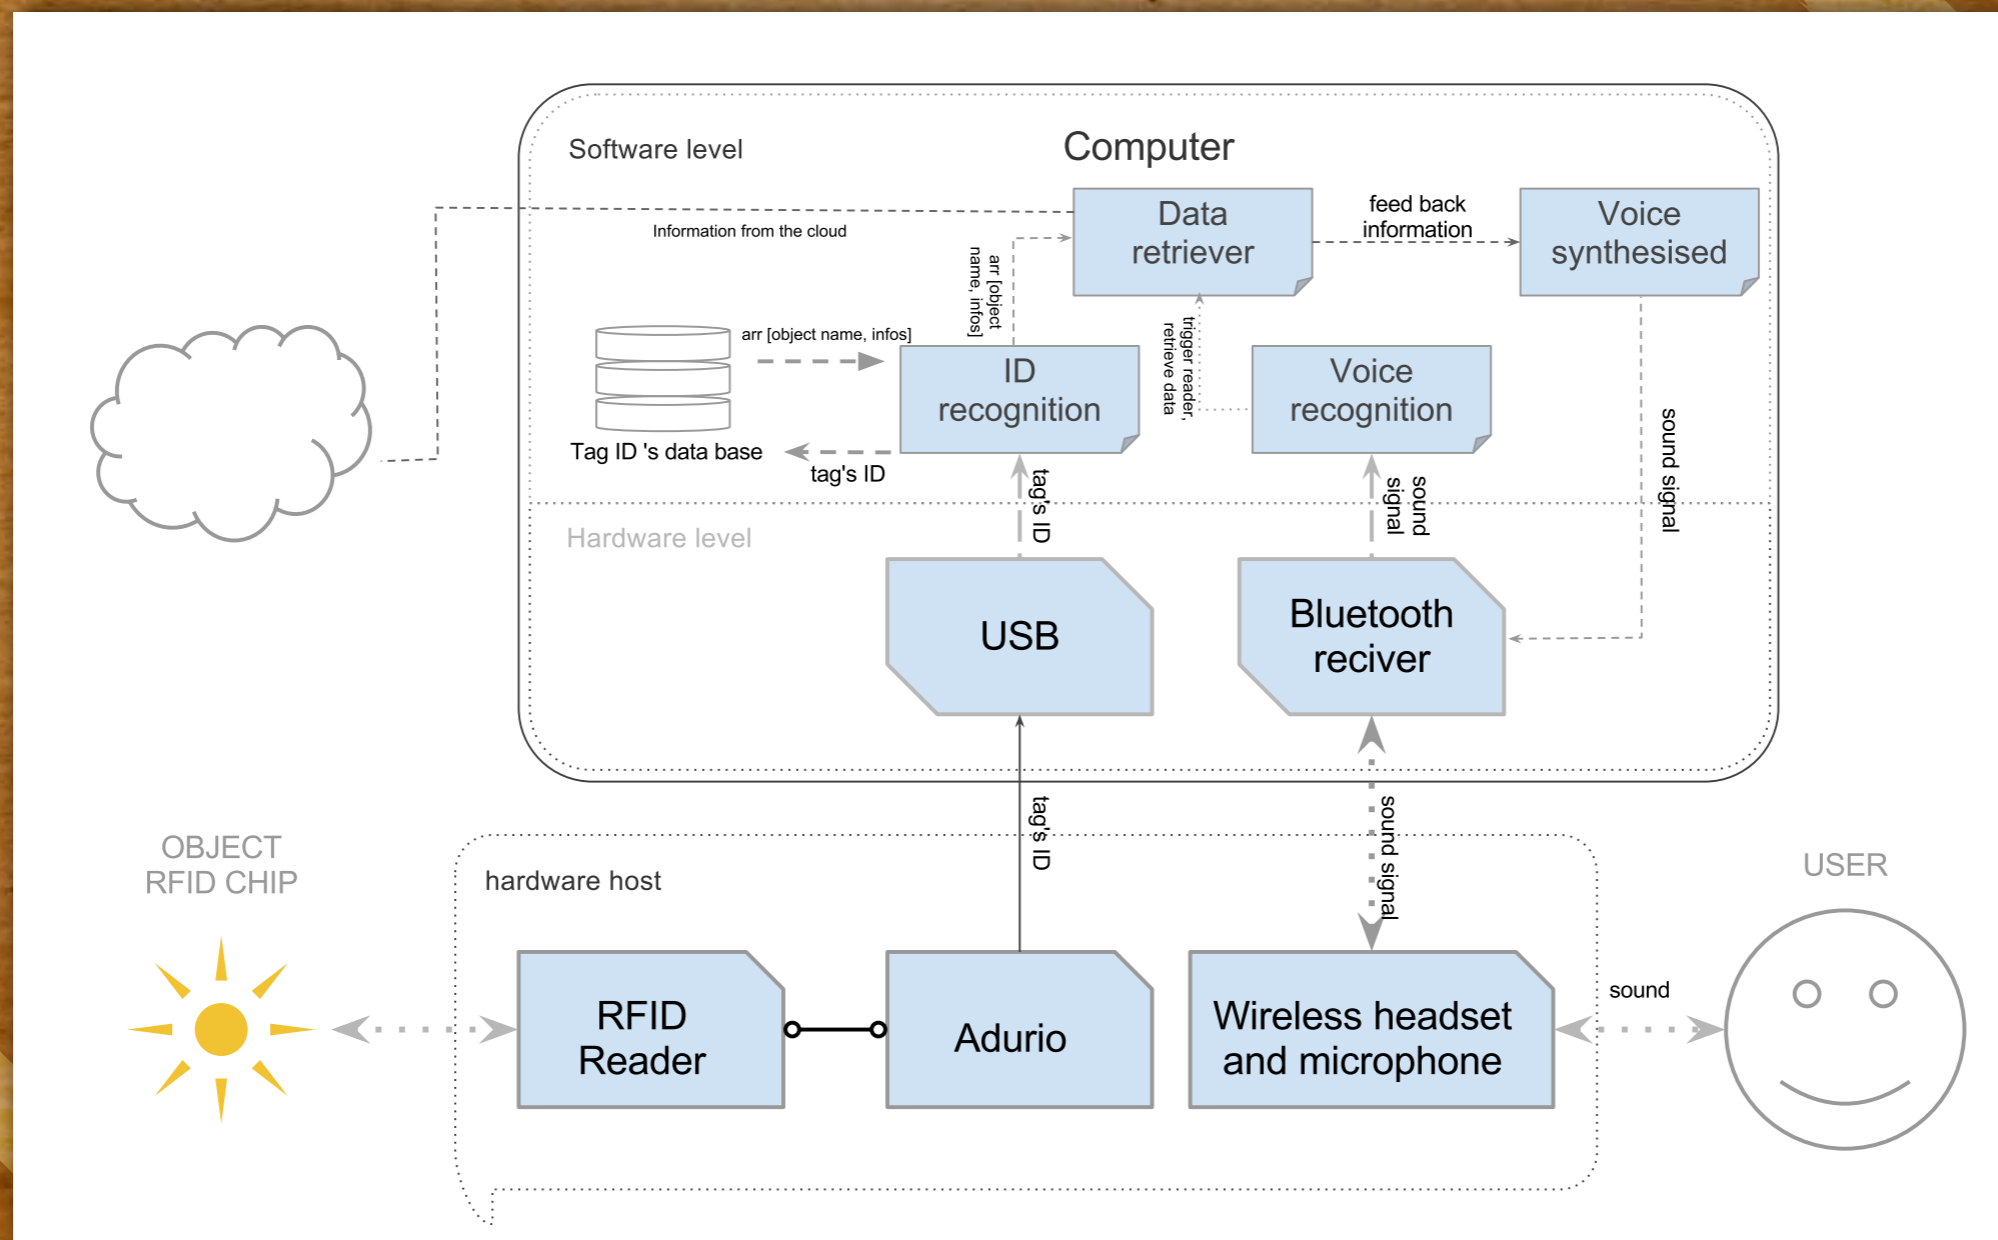 Software level
Computer
Data
retriever
feed back
information
Voice
synthesised
Information from the cloud
arr [object
name, infos]
arr [object name, infos]
ID
recognition
trigger reader,
retrieve data
Voice
recognition
Tag ID 's data base
tag's ID
tag's ID
sound
signal
sound signal
Hardware level
USB
Bluetooth
reciver
tag's ID
sound signal
OBJECT
RFID CHIP
hardware host
USER
RFID
Reader
Adurio
Wireless headset
and microphone
sound